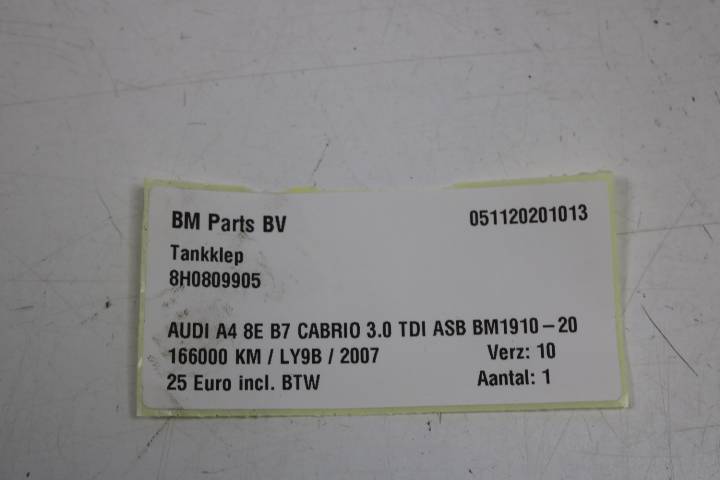 BM Parts BV 051120201013
Tankklep
8H0809905
AUDI A4 8E B7 CABRIO 3.0 TDI ASB BM1910-20
166000 KM / LY9B / 2007 Verz: 10
25 Euro incl. BTW Aantal: 1